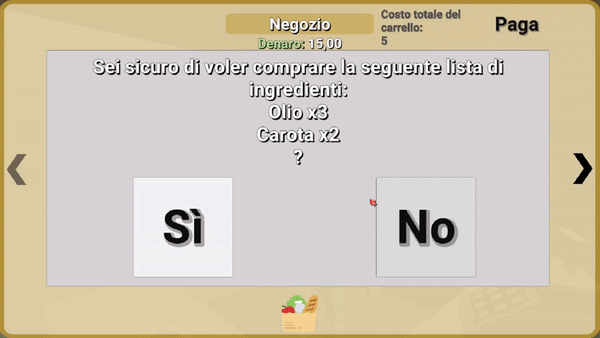 Negozio
Denaro: 15,00
Costo totale del
carrello:
5
Paga
Sei sicuro di voler comprare la seguente lista di
ingredienti:
Olio x3
Carota x2
?
Sì
No